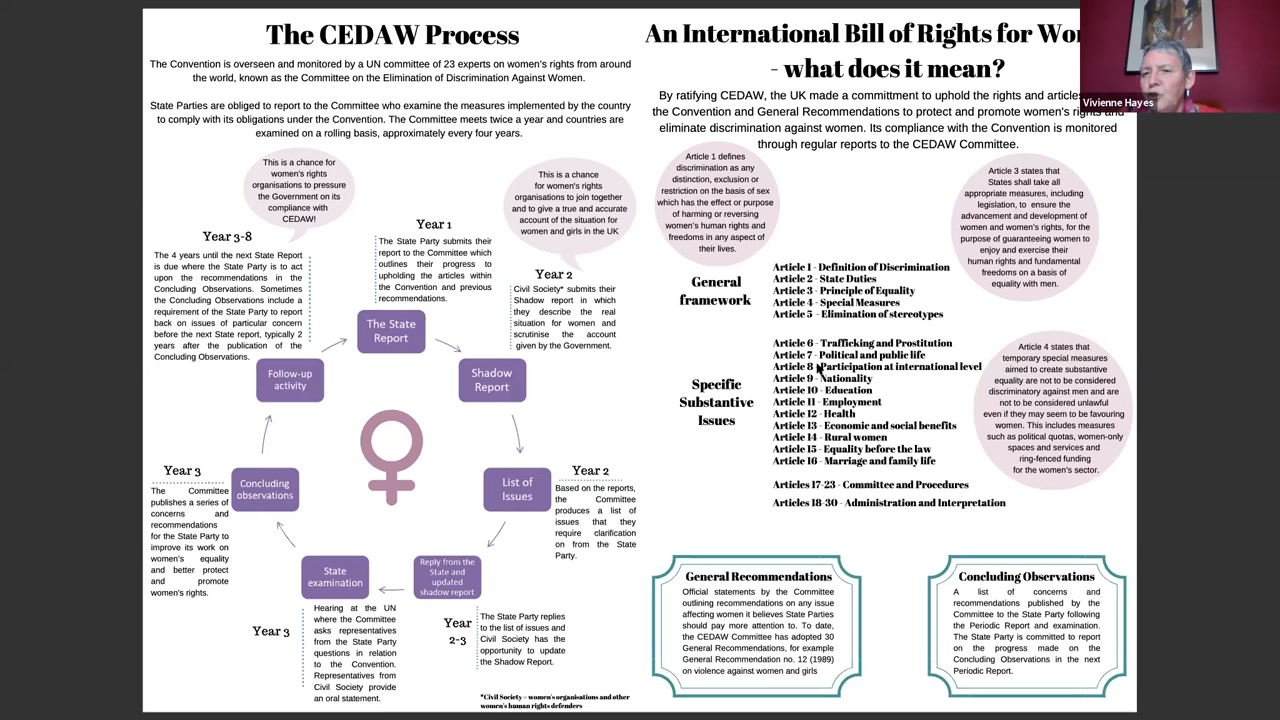 The CEDAW Process
The Convention is overseen and monitored by a UN committee of 23 experts on women's rights from around
the world, known as the Committee on the Elimination of Discrimination Against Women.
State Parties are obliged to report to the Committee who examine the measures implemented by the country
to comply with its obligations under the Convention. The Committee meets twice a year and countries are
examined on a rolling basis, approximately every four years.
This is a chance for
women's rights
organisations to pressure
the Government on its
compliance with
CEDAW!
This is a chance
for women's rights
organisations to join together
and to give a true and accurate
account of the situation for
women and girls in the UK
Year 3-8
The 4 years until the next State Report
is due where the State Party is to act
upon the recommendations in the
Concluding Observations. Sometimes
the Concluding Observations include a
requirement of the State Party to report
back on issues of particular concern
before the next State report, typically 2
years after the publication of the
Concluding Observations.
Year 1
The State Party submits their
report to the Committee which
outlines their progress to
upholding the articles within
the Convention and previous
recommendations.
Year 2
Civil Society* submits their
Shadow report in which
they describe the real
situation for women and
scrutinise the account
given by the Government.
The State
Report
Follow-up
activity
Shadow
Report
Year 3
The Committee
publishes a series of
concerns and
recommendations
for the State Party to
improve its work on
women's equality
and better protect
and promote
women's rights.
Concluding
observations
List of
Issues
Year 2
Based on the reports,
the Committee
produces a list of
issues that they
require clarification
on from the State
Party.
State
examination
Reply from the
State and
updated
shadow report
Year 3
Hearing at the UN
where the Committee
asks representatives
from the State Party
questions in relation
to the Convention.
Representatives from
Civil Society provide
an oral statement.
Year
2-3
The State Party replies
to the list of issues and
Civil Society has the
opportunity to update
the Shadow Report.
*Civil Society - women's organisations and other
women's human rights defenders
An International Bill of Rights for Wo
- what does it mean?
By ratifying CEDAW, the UK made a committment to uphold the rights and articles
the Convention and General Recommendations to protect and promote women's rights and
eliminate discrimination against women. Its compliance with the Convention is monitored
through regular reports to the CEDAW Committee.
Vivienne Hayes
Article 1 defines
discrimination as any
distinction, exclusion or
restriction on the basis of sex
which has the effect or purpose
of harming or reversing
women's human rights and
freedoms in any aspect of
their lives.
Article 3 states that
States shall take all
appropriate measures, including
legislation, to ensure the
advancement and development of
women and women's rights, for the
purpose of guaranteeing women to
enjoy and exercise their
human rights and fundamental
freedoms on a basis of
equality with men.
General
framework
Article 1 - Definition of Discrimination
Article 2 - State Duties
Article 3 - Principle of Equality
Article 4 - Special Measures
Article 5 - Elimination of stereotypes
Specific
Substantive
Issues
Article 6 - Trafficking and Prostitution
Article 7 - Political and public life
Article 8 - Participation at international level
Article 9 - Nationality
Article 10 - Education
Article 11 - Employment
Article 12 - Health
Article 13 - Economic and social benefits
Article 14 - Rural women
Article 15 - Equality before the law
Article 16 - Marriage and family life
Articles 17-23 - Committee and Procedures
Articles 18-30 - Administration and Interpretation
Article 4 states that
temporary special measures
aimed to create substantive
equality are not to be considered
discriminatory against men and are
not to be considered unlawful
even if they may seem to be favouring
women. This includes measures
such as political quotas, women-only
spaces and services and
ring-fenced funding
for the women's sector.
General Recommendations
Official statements by the Committee
outlining recommendations on any issue
affecting women it believes State Parties
should pay more attention to. To date,
the CEDAW Committee has adopted 30
General Recommendations, for example
General Recommendation no. 12 (1989)
on violence against women and girls
Concluding Observations
A list of concerns and
recommendations published by the
Committee to the State Party following
the Periodic Report and examination.
The State Party is committed to report
on the progress made on the
Concluding Observations in the next
Periodic Report.